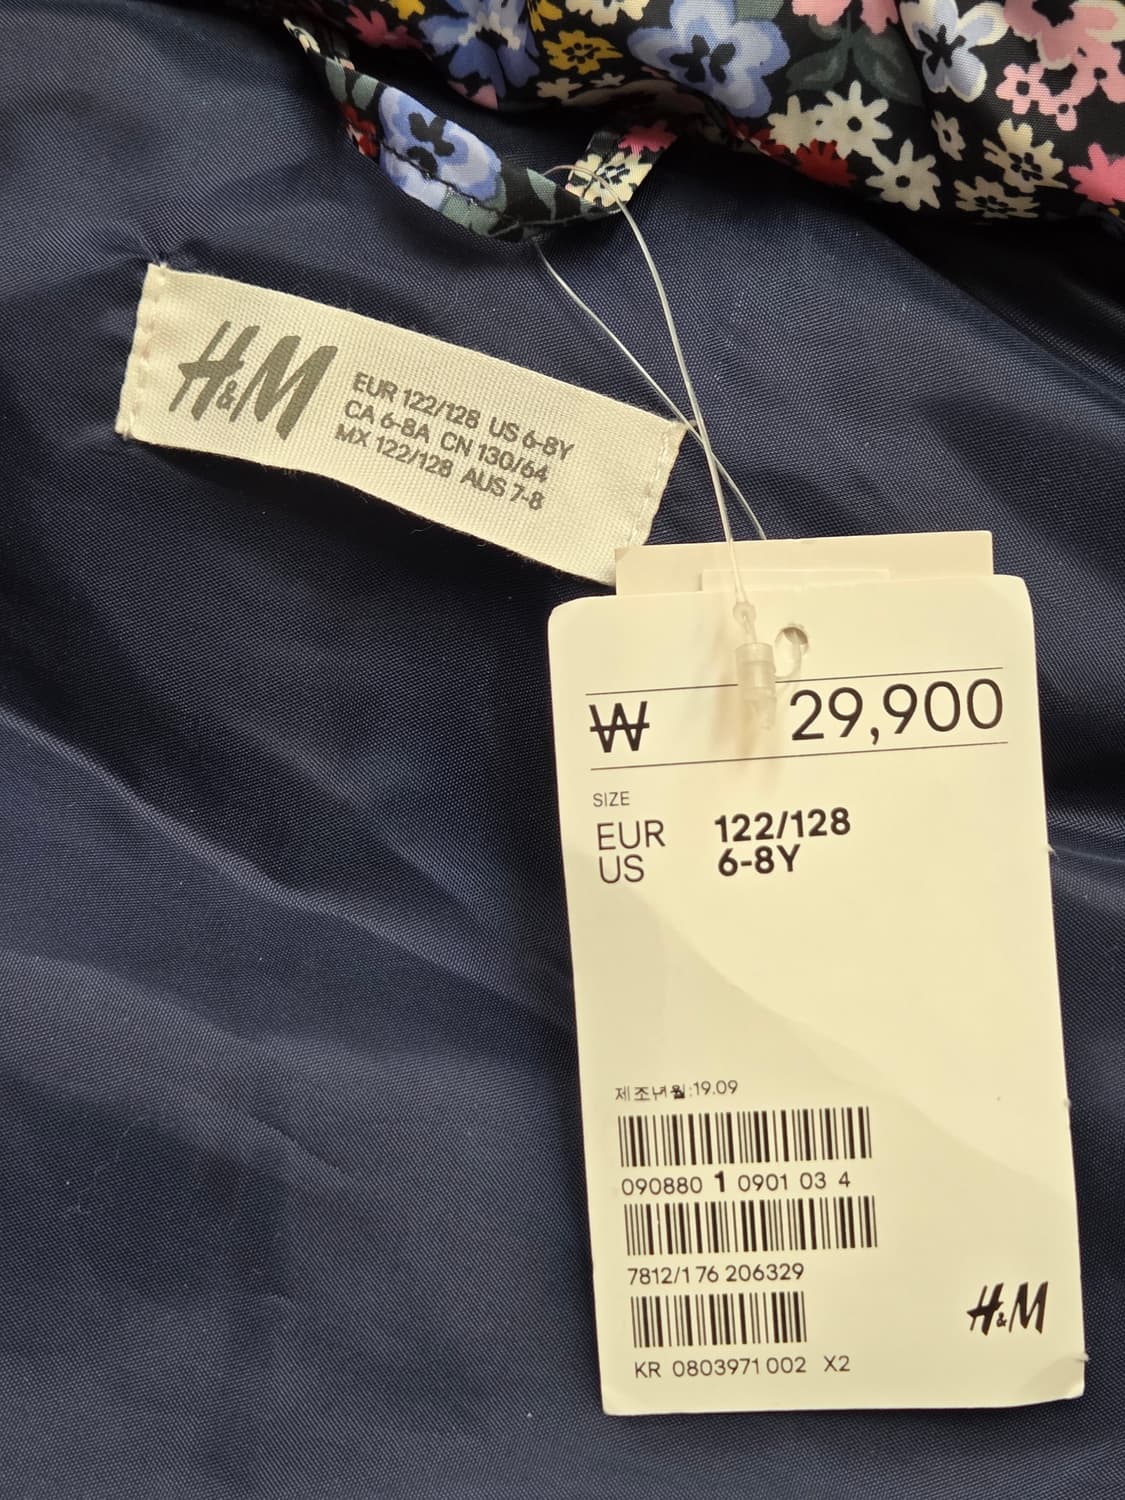 H&M
EUR 122/128 US 6-8Y
CA 6-8A CN 130/64
MX 122/128 AUS 7-8
₩ 29,900
SIZE
EUR 122/128
US 6-8Y
제조년월:19.09
090880 1 0901 03 4
7812/1 76 206329
H&M
KR 0803971 002 X2